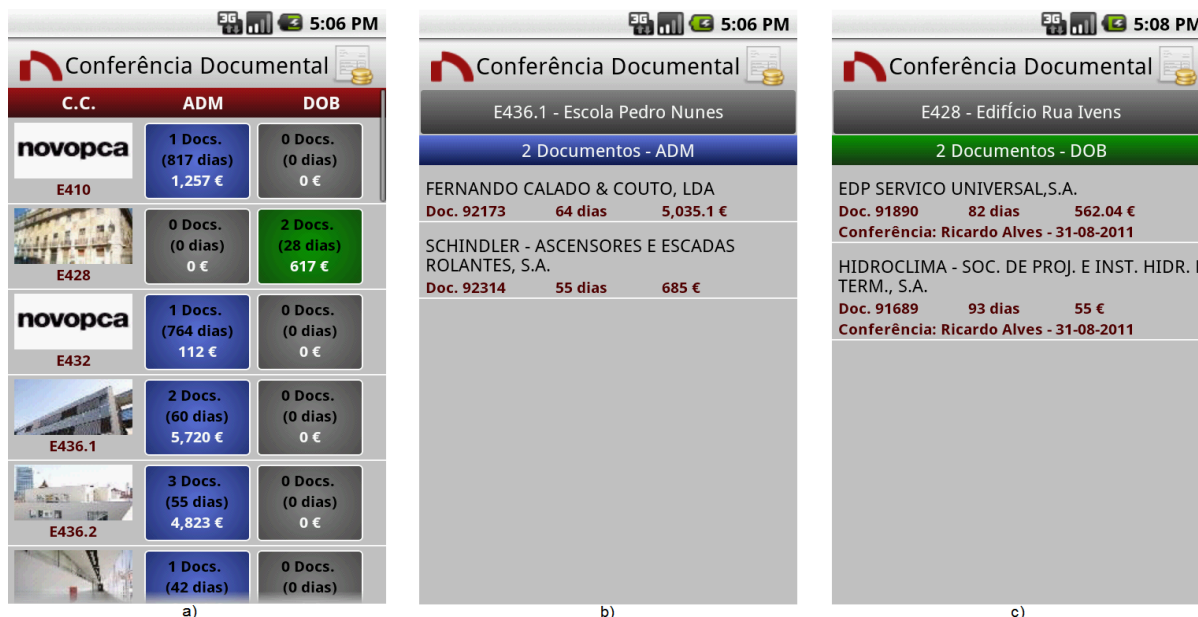 3G 5:06 PM
Conferência Documental
C.C. ADM DOB
novopca
E410
1 Docs.
(817 dias)
1,257 €
0 Docs.
(0 dias)
0 €
E428
0 Docs.
(0 dias)
0 €
2 Docs.
(28 dias)
617 €
novopca
E432
1 Docs.
(764 dias)
112 €
0 Docs.
(0 dias)
0 €
E436.1
2 Docs.
(60 dias)
5,720 €
0 Docs.
(0 dias)
0 €
E436.2
3 Docs.
(55 dias)
4,823 €
0 Docs.
(0 dias)
0 €
1 Docs.
(42 dias)
0 Docs.
(0 dias)
a)
3G 5:06 PM
Conferência Documental
E436.1 - Escola Pedro Nunes
2 Documentos - ADM
FERNANDO CALADO & COUTO, LDA
Doc. 92173 64 dias 5,035.1 €
SCHINDLER - ASCENSORES E ESCADAS
ROLANTES, S.A.
Doc. 92314 55 dias 685 €
b)
3G 5:08 PM
Conferência Documental
E428 - EdifÍcio Rua Ivens
2 Documentos - DOB
EDP SERVICO UNIVERSAL,S.A.
Doc. 91890 82 dias 562.04 €
Conferência: Ricardo Alves - 31-08-2011
HIDROCLIMA - SOC. DE PROJ. E INST. HIDR.
TERM., S.A.
Doc. 91689 93 dias 55 €
Conferência: Ricardo Alves - 31-08-2011
c)